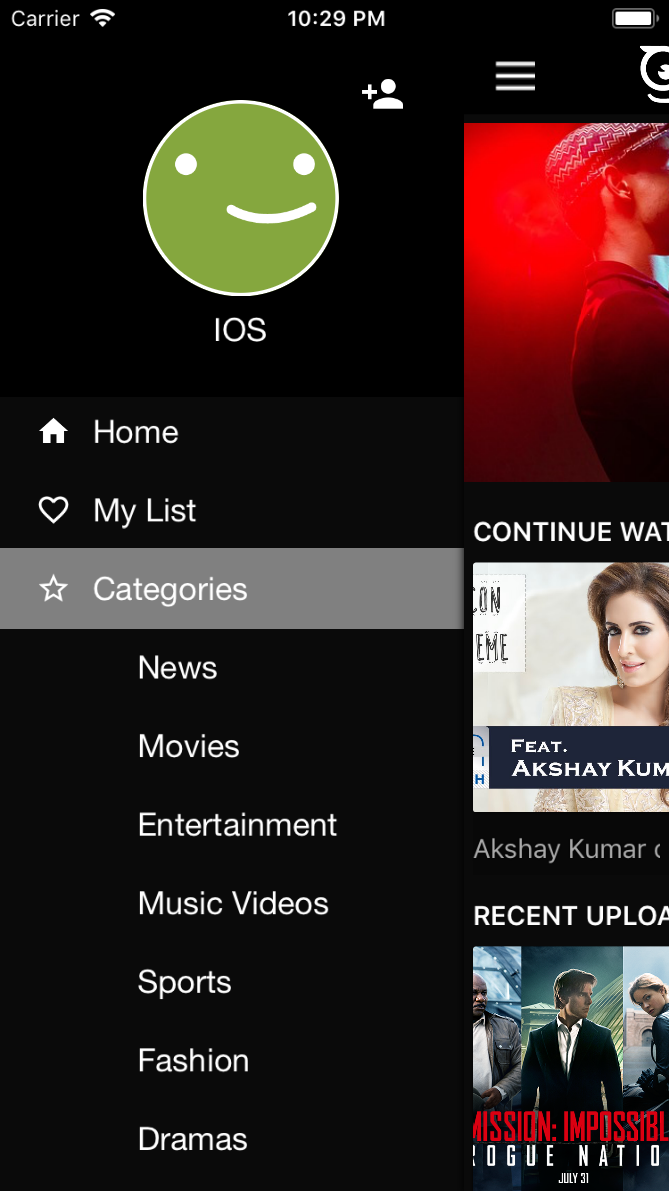 Carrier
10:29 PM
IOS
Home
My List
Categories
News
Movies
Entertainment
Music Videos
Sports
Fashion
Dramas
CONTINUE WAT
CON
EME
FEAT.
AKSHAY KUM
H
Akshay Kumar
RECENT UPLOA
MISSION: IMPOSSIBL
ROGUE NATIO
JULY 31